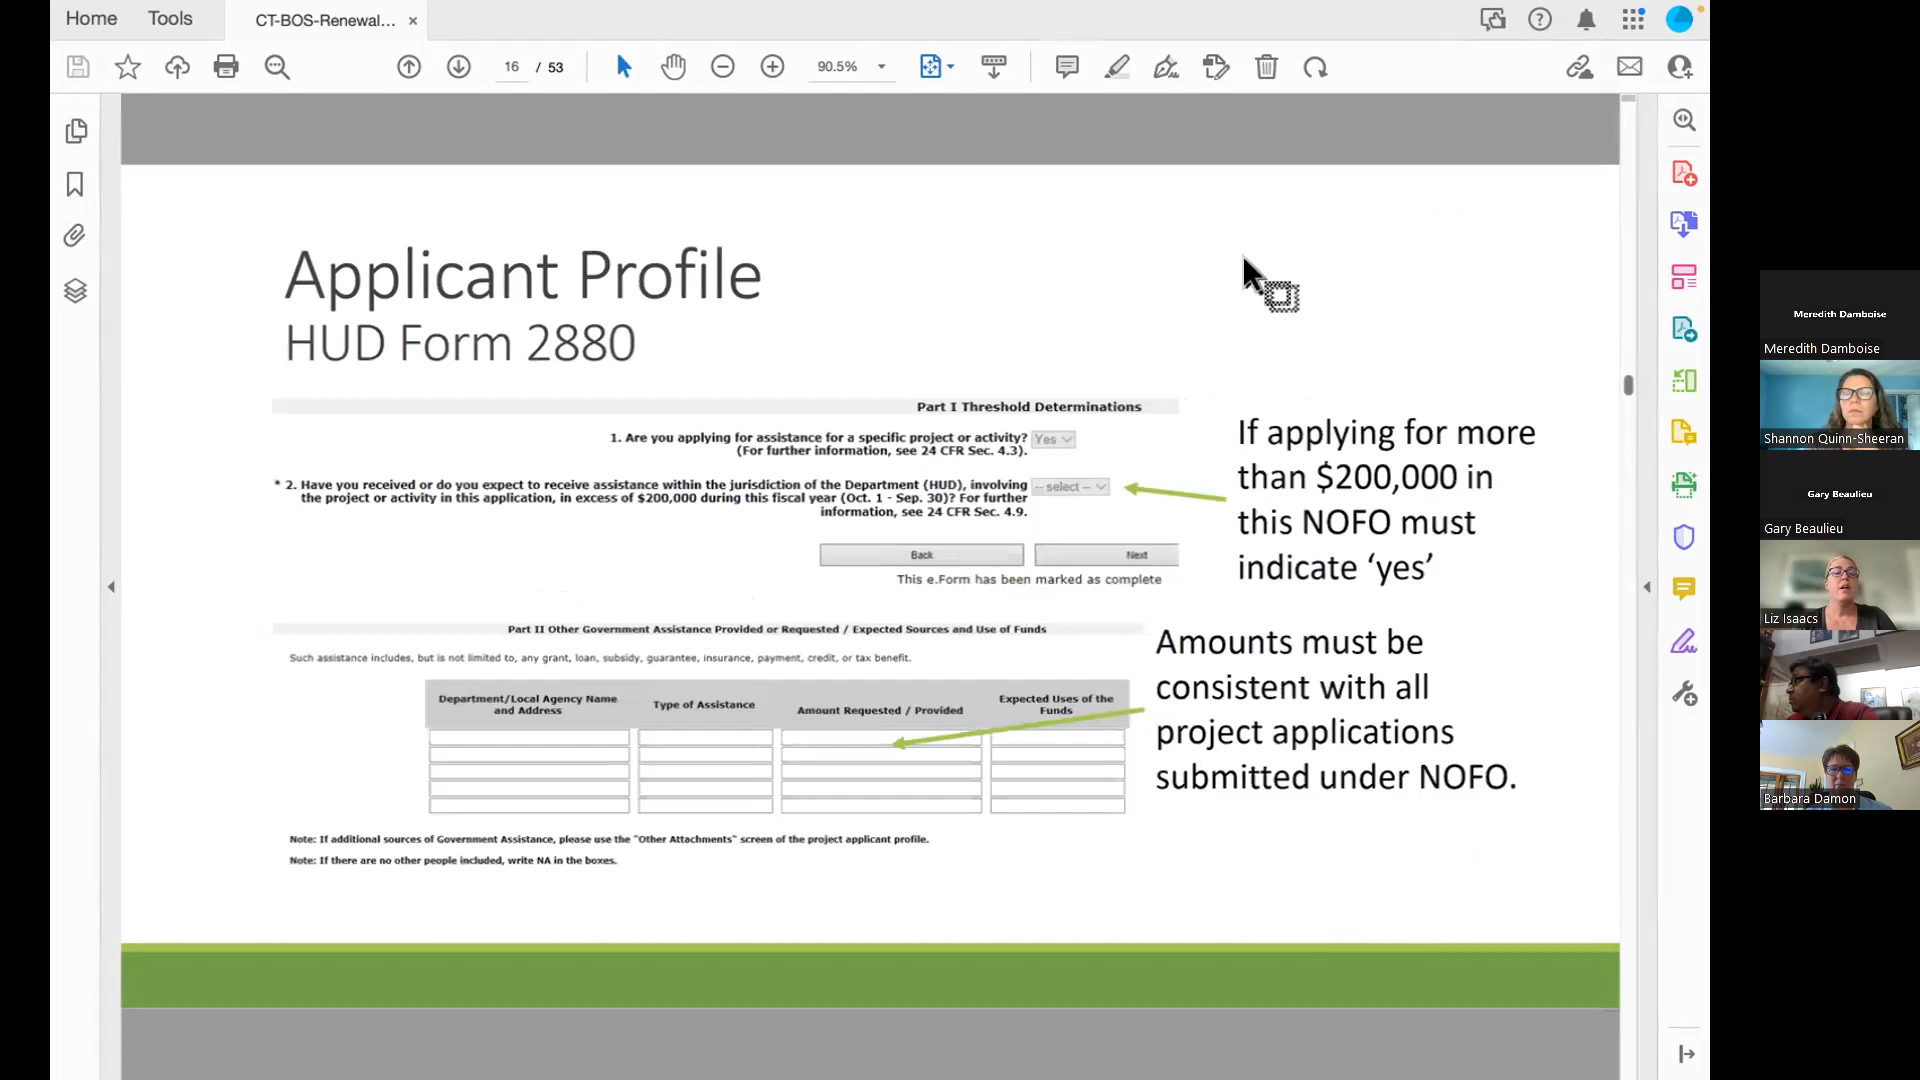 Home
Tools
CT-BOS-Renewal... ×
16 / 53
90.5%
Applicant Profile
HUD Form 2880
Part I Threshold Determinations
1. Are you applying for assistance for a specific project or activity? Yes
(For further information, see 24 CFR Sec. 4.3).
* 2. Have you received or do you expect to receive assistance within the jurisdiction of the Department (HUD), involving -- select --
the project or activity in this application, in excess of $200,000 during this fiscal year (Oct. 1 - Sep. 30)? For further
information, see 24 CFR Sec. 4.9.
Back
Next
This e.Form has been marked as complete
If applying for more
than $200,000 in
this NOFO must
indicate ‘yes’
Part II Other Government Assistance Provided or Requested / Expected Sources and Use of Funds
Such assistance includes, but is not limited to, any grant, loan, subsidy, guarantee, insurance, payment, credit, or tax benefit.
Department/Local Agency Name
and Address
Type of Assistance
Amount Requested / Provided
Expected Uses of the
Funds
Amounts must be
consistent with all
project applications
submitted under NOFO.
Note: If additional sources of Government Assistance, please use the "Other Attachments" screen of the project applicant profile.
Note: If there are no other people included, write NA in the boxes.
Meredith Damboise
Meredith Damboise
Shannon Quinn-Sheeran
Gary Beaulieu
Gary Beaulieu
Liz Isaacs
Barbara Damon